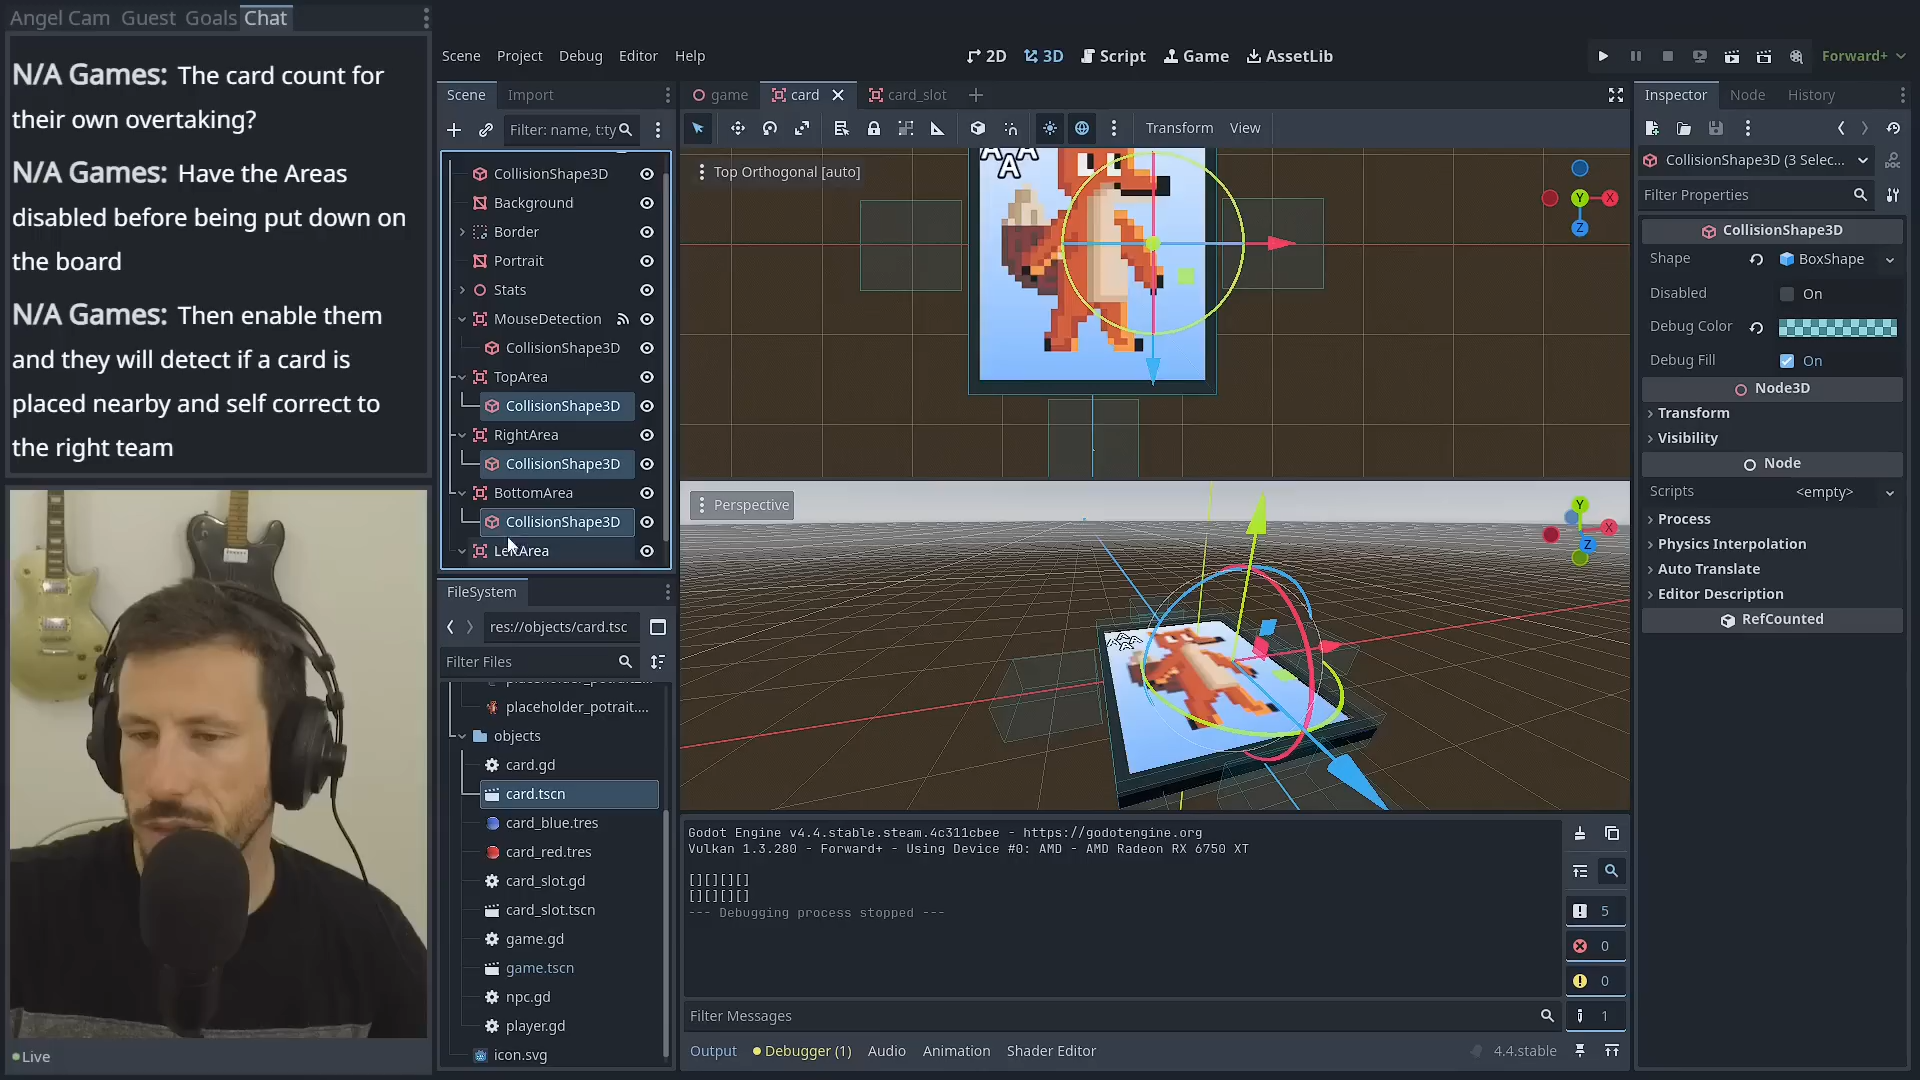 Angel Cam Guest Goals Chat
N/A Games: The card count for
their own overtaking?
N/A Games: Have the Areas
disabled before being put down on
the board
N/A Games: Then enable them
and they will detect if a card is
placed nearby and self correct to
the right team
Live
Scene Project Debug Editor Help
2D 3D Script Game AssetLib
Forward+
Scene Import
Filter: name, t:ty
CollisionShape3D
Background
Border
Portrait
Stats
MouseDetection
CollisionShape3D
TopArea
CollisionShape3D
RightArea
CollisionShape3D
BottomArea
CollisionShape3D
LeftArea
FileSystem
res://objects/card.tsc
Filter Files
placeholder_potrait....
objects
card.gd
card.tscn
card_blue.tres
card_red.tres
card_slot.gd
card_slot.tscn
game.gd
game.tscn
npc.gd
player.gd
icon.svg
game card card_slot
Transform View
Top Orthogonal [auto]
A A A
A
Y X
Z
Perspective
Y
X
Z
AAA
Godot Engine v4.4.stable.steam.4c311cbee - https://godotengine.org
Vulkan 1.3.280 - Forward+ - Using Device #0: AMD - AMD Radeon RX 6750 XT
[][][][]
[][][][]
--- Debugging process stopped ---
5
0
0
1
Filter Messages
Output Debugger (1) Audio Animation Shader Editor
4.4.stable
Inspector Node History
CollisionShape3D (3 Selec...
Filter Properties
CollisionShape3D
Shape BoxShape
Disabled On
Debug Color
Debug Fill On
Node3D
Transform
Visibility
Node
Scripts <empty>
Process
Physics Interpolation
Auto Translate
Editor Description
RefCounted